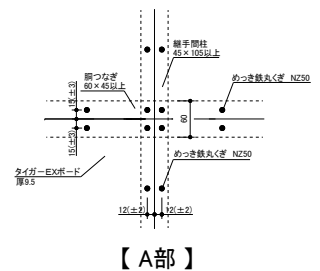 継手間柱
45×105以上
胴つなぎ
60×45以上
めっき鉄丸くぎ NZ50
15(±3)
15(±3)
60
めっき鉄丸くぎ NZ50
タイガーEXボード
厚9.5
12(±2)
12(±2)
【 A部 】